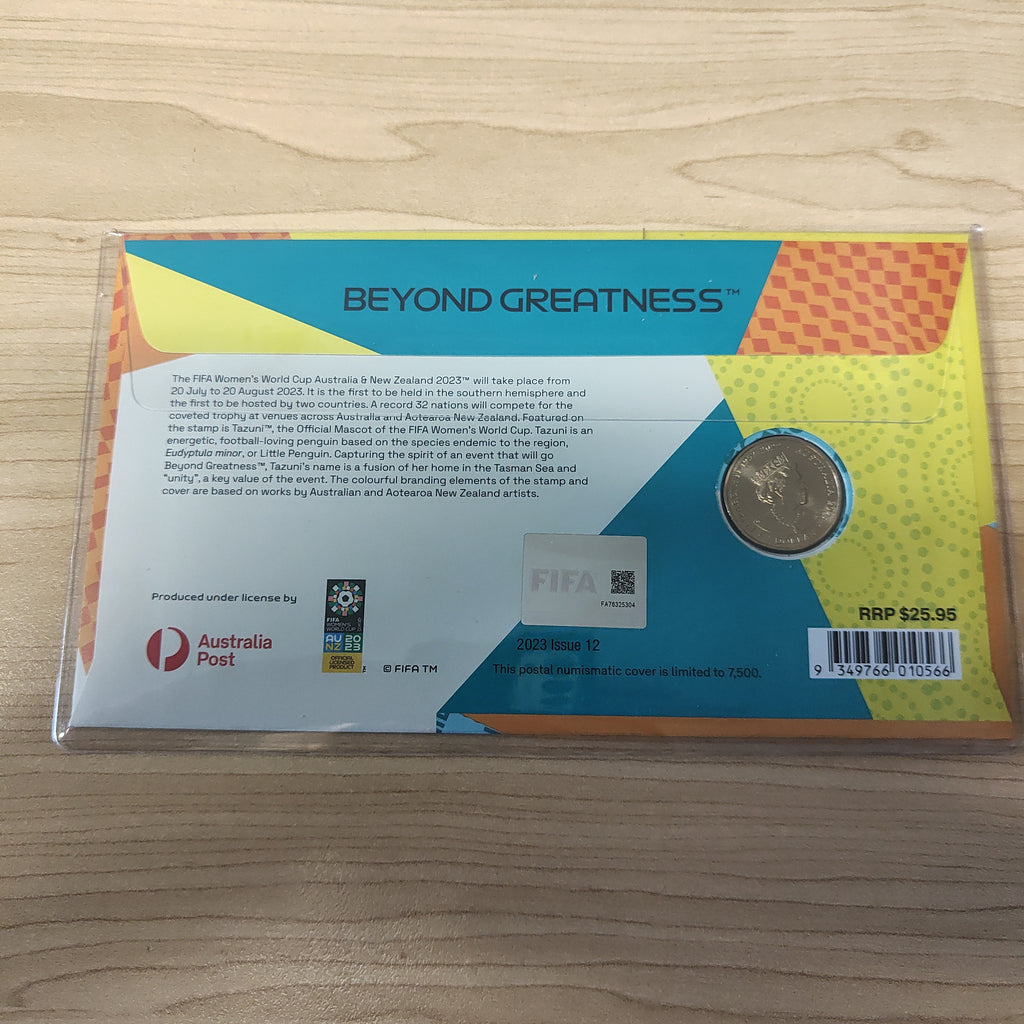 BEYOND GREATNESS™
The FIFA Women's World Cup Australia & New Zealand 2023™ will take place from
20 July to 20 August 2023. It is the first to be held in the southern hemisphere and
the first to be hosted by two countries. A record 32 nations will compete for the
coveted trophy at venues across Australia and Aotearoa New Zealand. Featured on
the stamp is Tazuni™, the Official Mascot of the FIFA Women's World Cup. Tazuni is an
energetic, football-loving penguin based on the species endemic to the region,
Eudyptula minor, or Little Penguin. Capturing the spirit of an event that will go
Beyond Greatness™, Tazuni's name is a fusion of her home in the Tasman Sea and
"unity", a key value of the event. The colourful branding elements of the stamp and
cover are based on works by Australian and Aotearoa New Zealand artists.
AUSTRALIA
DOLLAR
FIFA
FA76325304
Produced under license by
Australia
Post
FIFA
WOMEN'S
WORLD CUP
AU 20
NZ 23
OFFICIAL
LICENSED
PRODUCT
© FIFA TM
2023 Issue 12
This postal numismatic cover is limited to 7,500.
RRP $25.95
9 349766 010566